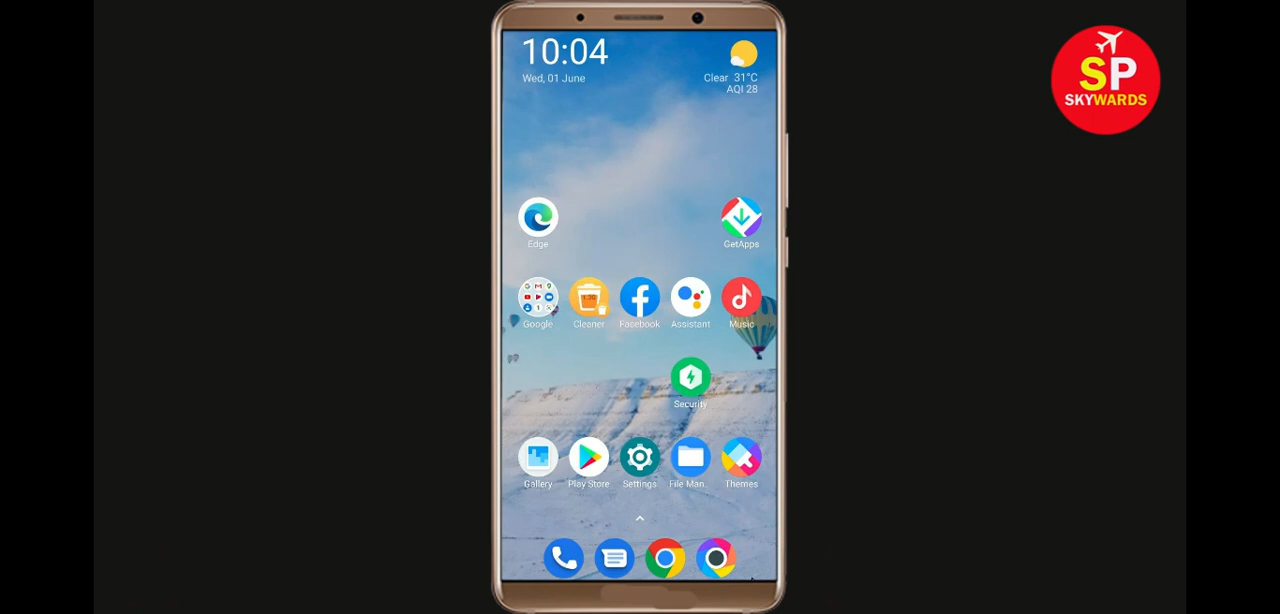 10:04
Wed, 01 June
Clear 31°C
AQI 28
SP
SKYWARDS
Edge
GetApps
Google
Cleaner
Facebook
Assistant
Music
Security
Gallery
Play Store
Settings
File Man..
Themes